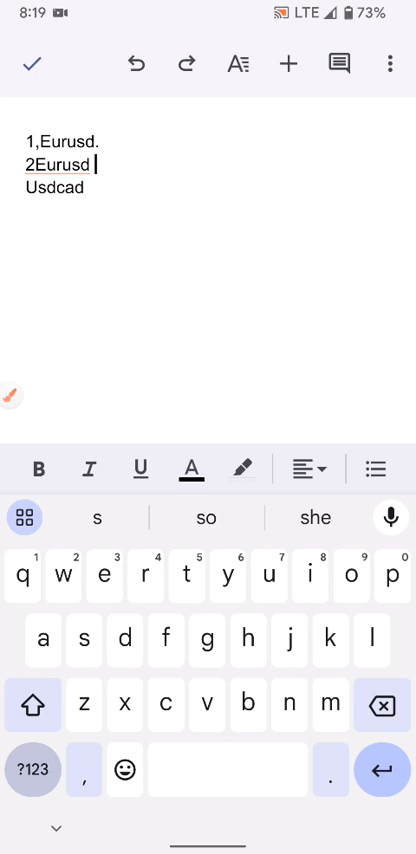 8:19 LTE 73%
1,Eurusd.
2Eurusd
Usdcad
B I U A
s so she
1 2 3 4 5 6 7 8 9 0
q w e r t y u i o p
a s d f g h j k l
z x c v b n m
?123 , .